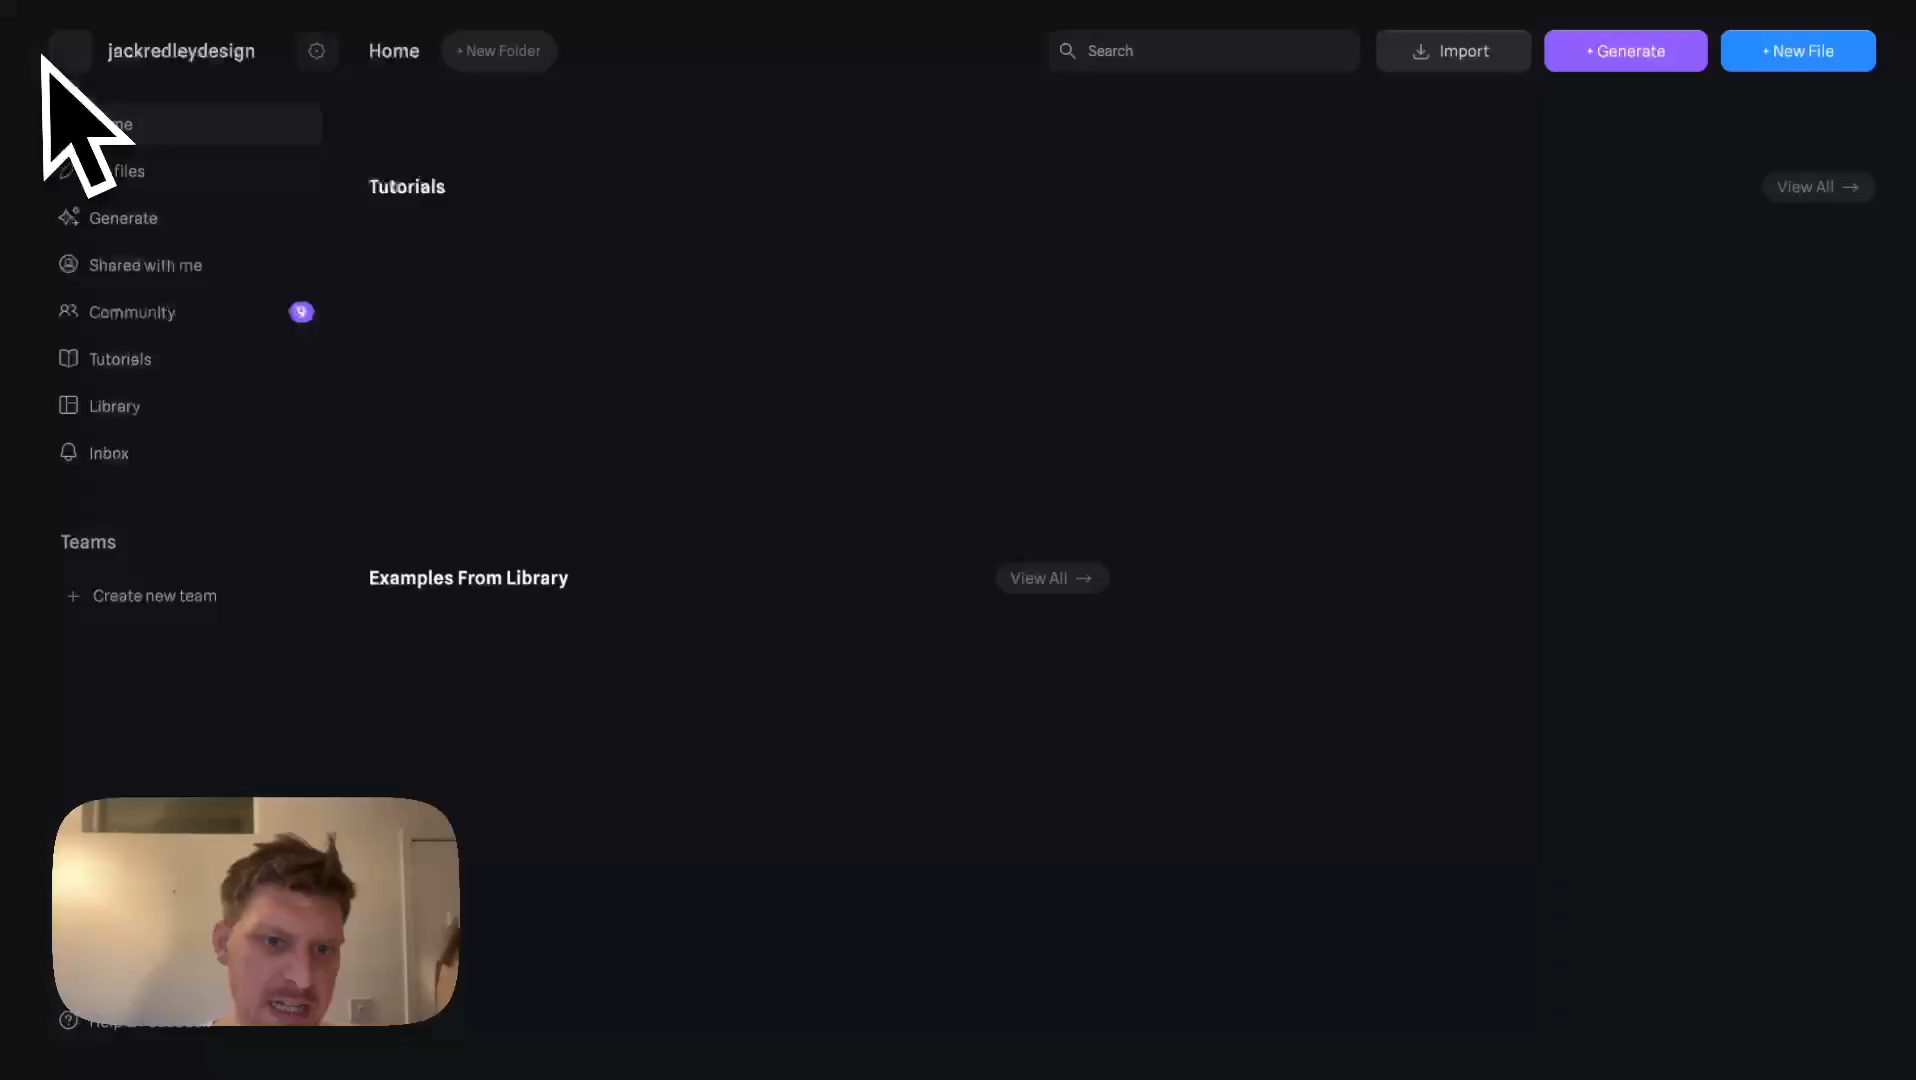 jackredleydesign
Home
+ New Folder
Search
Import
+ Generate
+ New File
files
Generate
Shared with me
Community
9
Tutorials
Library
Inbox
Teams
+ Create new team
Tutorials
View All →
Examples From Library
View All →